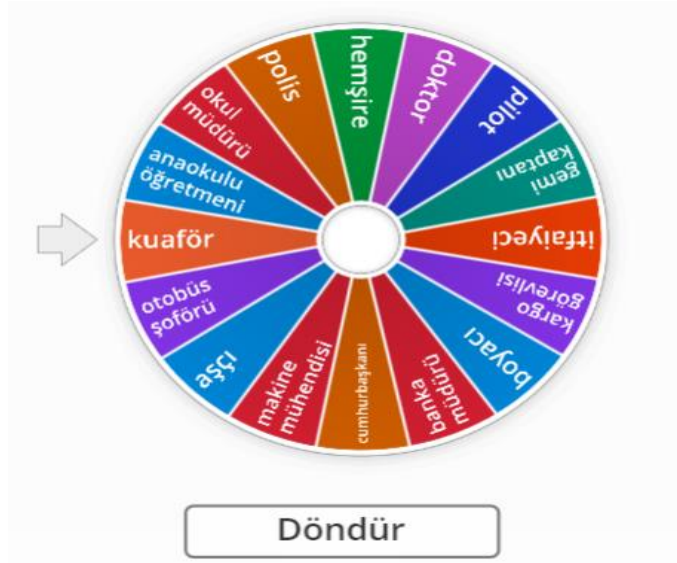 hemşire
doktor
pilot
gemi
kaptanı
itfaiyeci
kargo
görevlisi
boyacı
banka
müdürü
cumhurbaşkanı
makine
mühendisi
aşçı
otobüs
şoförü
kuaför
anaokulu
öğretmeni
okul
müdürü
polis
Döndür